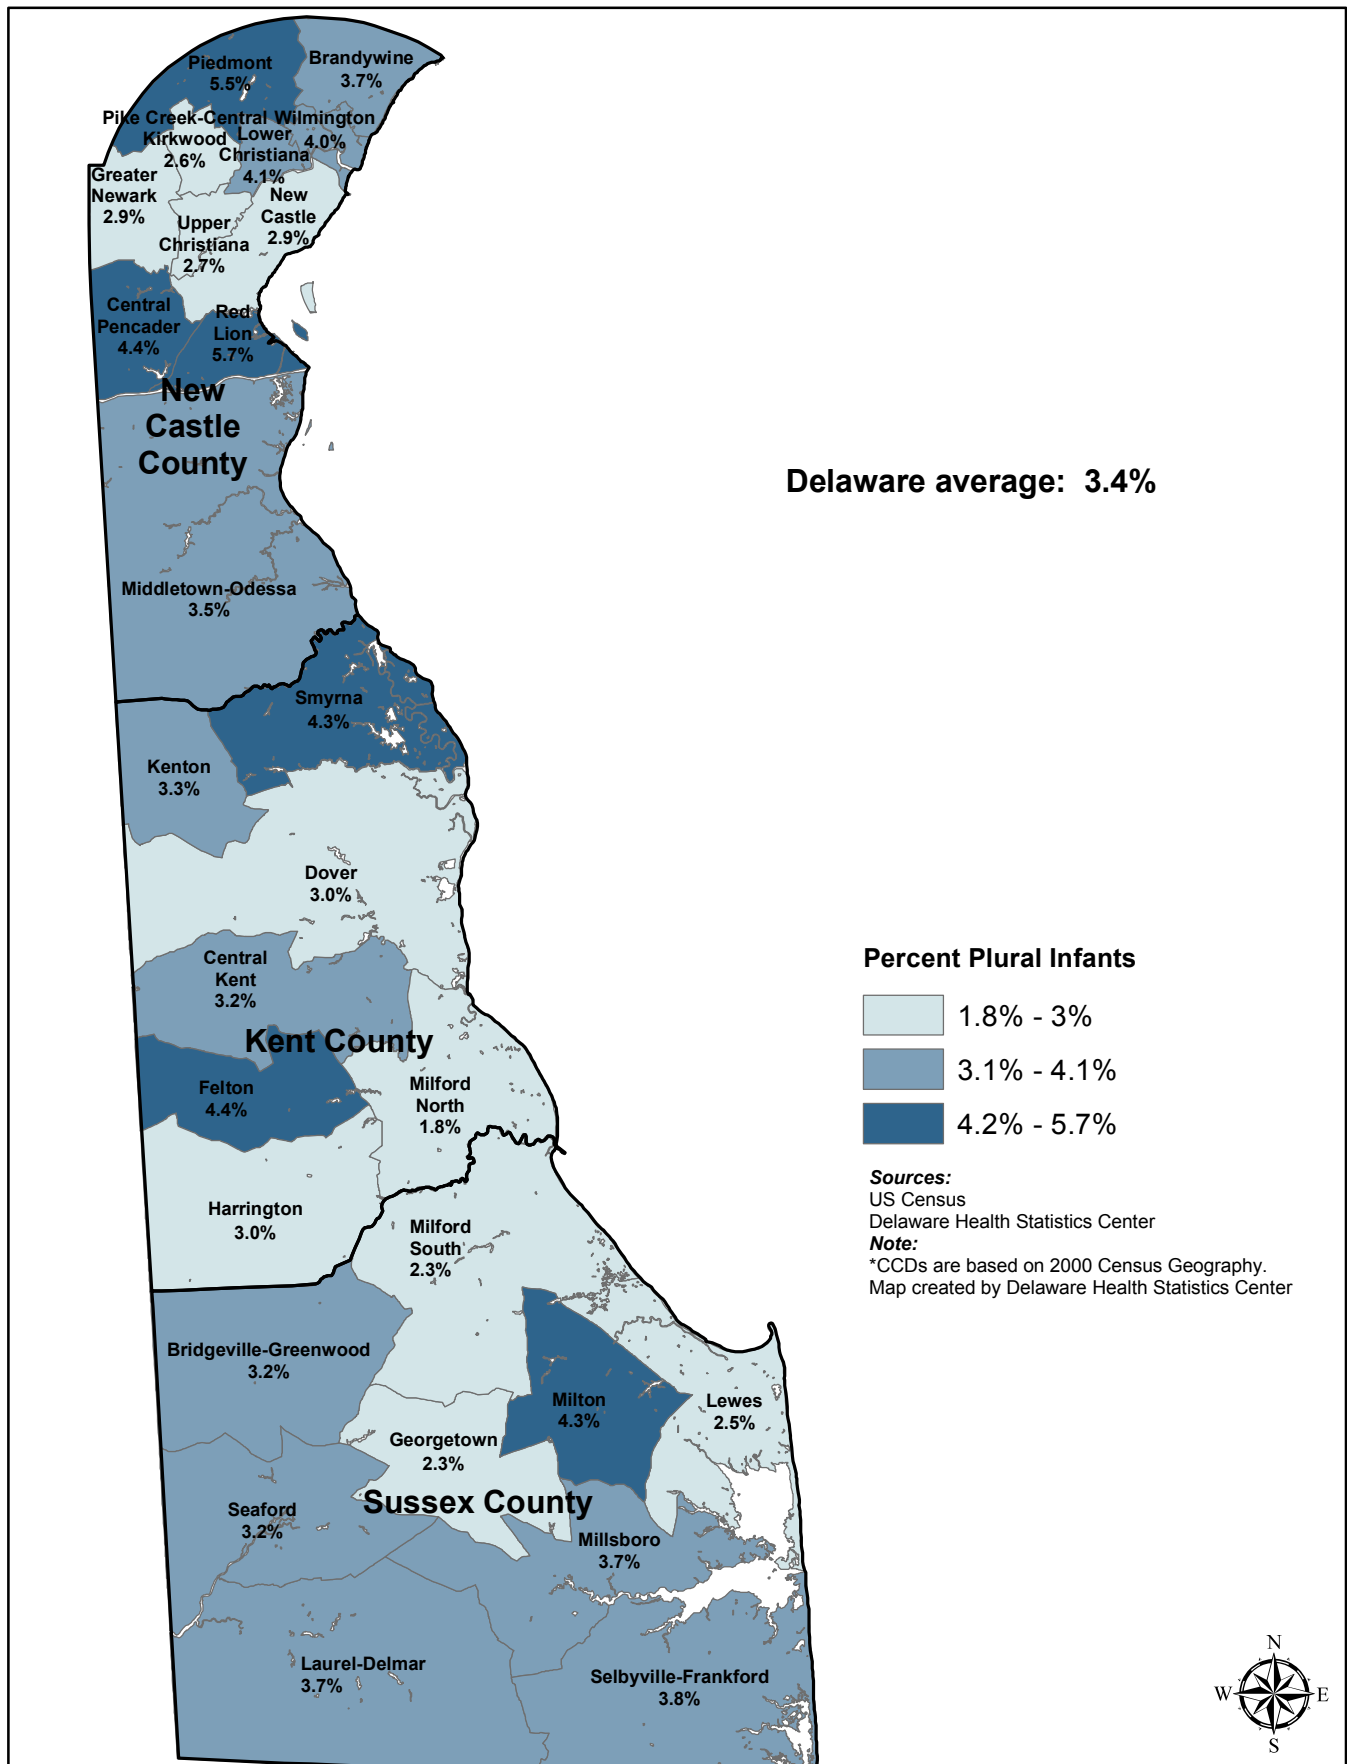 Piedmont
5.5%
Brandywine
3.7%
Pike Creek-Central
Kirkwood
2.6%
Wilmington
4.0%
Lower
Christiana
4.1%
Greater
Newark
2.9%
New
Castle
2.9%
Upper
Christiana
2.7%
Central
Pencader
4.4%
Red
Lion
5.7%
New
Castle
County
Delaware average: 3.4%
Middletown-Odessa
3.5%
Smyrna
4.3%
Kenton
3.3%
Dover
3.0%
Central
Kent
3.2%
Kent County
Felton
4.4%
Milford
North
1.8%
Harrington
3.0%
Percent Plural Infants
1.8% - 3%
3.1% - 4.1%
4.2% - 5.7%
Sources:
US Census
Delaware Health Statistics Center
Note:
*CCDs are based on 2000 Census Geography.
Map created by Delaware Health Statistics Center
Milford
South
2.3%
Bridgeville-Greenwood
3.2%
Milton
4.3%
Lewes
2.5%
Georgetown
2.3%
Sussex County
Seaford
3.2%
Millsboro
3.7%
Laurel-Delmar
3.7%
Selbyville-Frankford
3.8%
N
W E
S